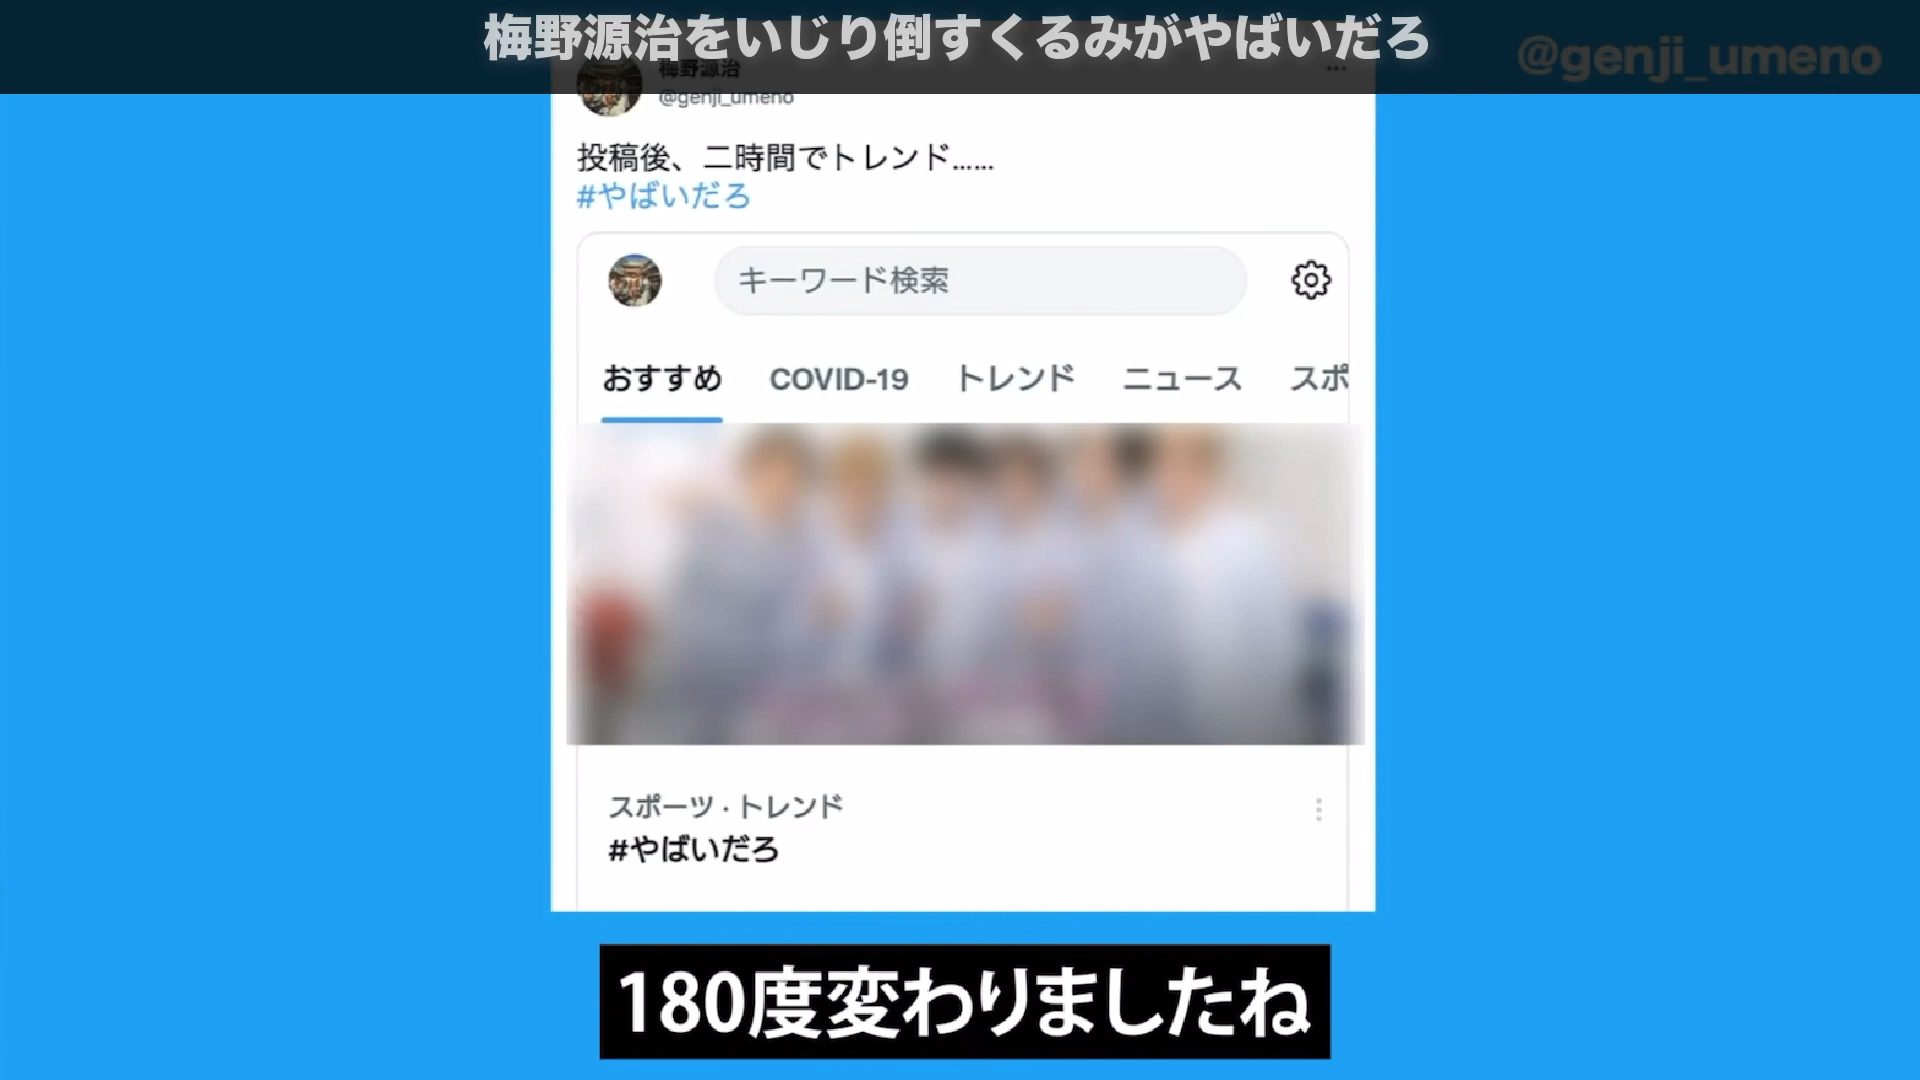 梅野源治をいじり倒すくるみがやばいだろ
@genji_umeno
梅野源治
@genji_umeno
投稿後、二時間でトレンド......
#やばいだろ
キーワード検索
おすすめ COVID-19 トレンド ニュース スポ
スポーツ · トレンド
#やばいだろ
180度変わりましたね